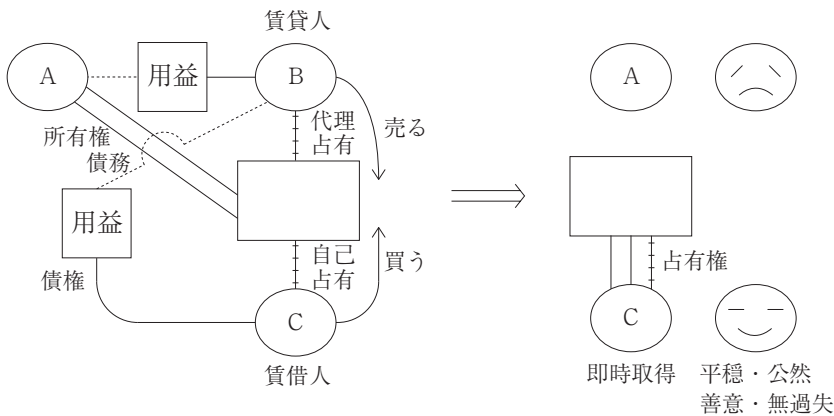 賃貸人
A
用益
B
A
所有権
債務
代理
占有
売る
用益
自己
占有
買う
占有権
債権
C
C
賃借人
即時取得
平穏・公然
善意・無過失